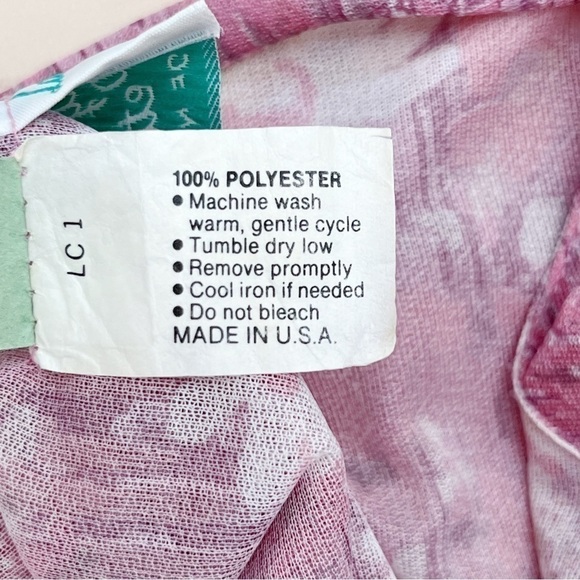 LC 1
100% POLYESTER
• Machine wash
warm, gentle cycle
• Tumble dry low
• Remove promptly
• Cool iron if needed
• Do not bleach
MADE IN U.S.A.